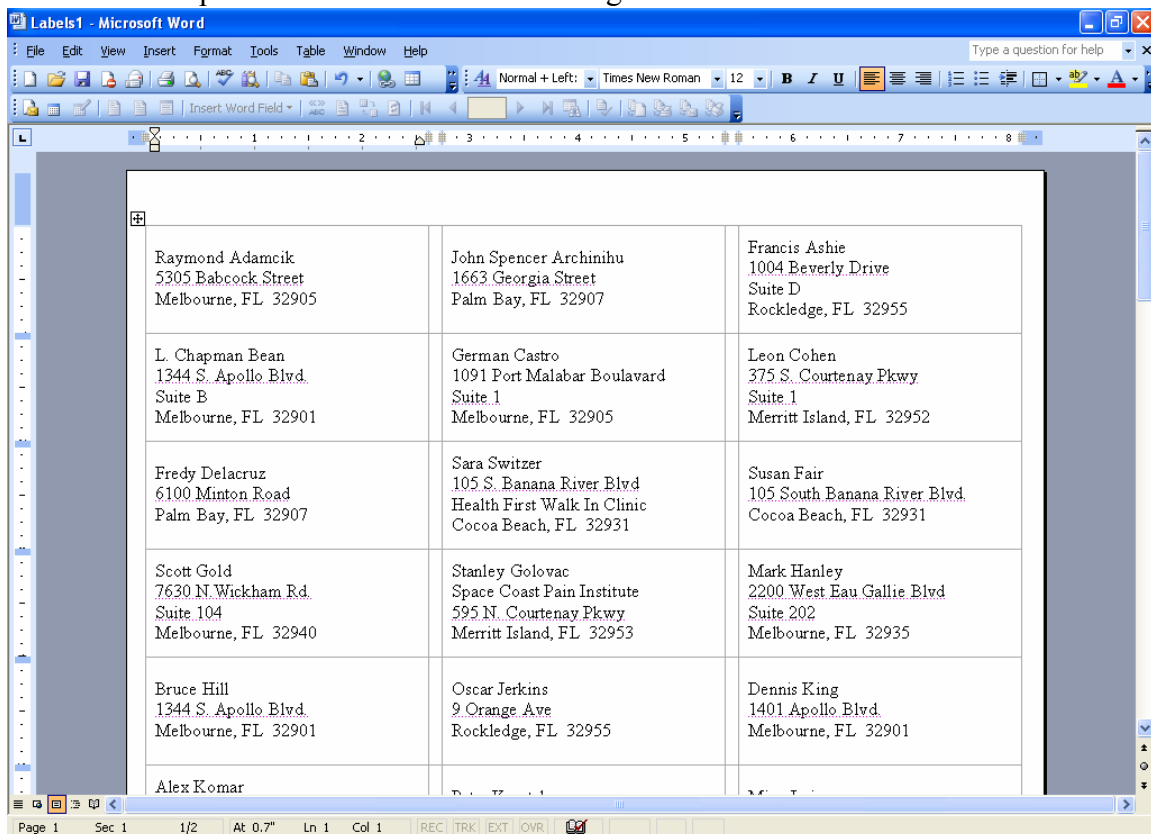 Labels1 - Microsoft Word
File Edit View Insert Format Tools Table Window Help Type a question for help
Normal + Left: Times New Roman 12 B I U
Insert Word Field
1 2 3 4 5 6 7 8
Raymond Adamcik
5305 Babcock Street
Melbourne, FL 32905
John Spencer Archinihu
1663 Georgia Street
Palm Bay, FL 32907
Francis Ashie
1004 Beverly Drive
Suite D
Rockledge, FL 32955
L. Chapman Bean
1344 S. Apollo Blvd.
Suite B
Melbourne, FL 32901
German Castro
1091 Port Malabar Boulavard
Suite 1
Melbourne, FL 32905
Leon Cohen
375 S. Courtenay Pkwy
Suite 1
Merritt Island, FL 32952
Fredy Delacruz
6100 Minton Road
Palm Bay, FL 32907
Sara Switzer
105 S. Banana River Blvd
Health First Walk In Clinic
Cocoa Beach, FL 32931
Susan Fair
105 South Banana River Blvd.
Cocoa Beach, FL 32931
Scott Gold
7630 N.Wickham Rd.
Suite 104
Melbourne, FL 32940
Stanley Golovac
Space Coast Pain Institute
595 N. Courtenay Pkwy
Merritt Island, FL 32953
Mark Hanley
2200 West Eau Gallie Blvd
Suite 202
Melbourne, FL 32935
Bruce Hill
1344 S. Apollo Blvd.
Melbourne, FL 32901
Oscar Jerkins
9 Orange Ave
Rockledge, FL 32955
Dennis King
1401 Apollo Blvd.
Melbourne, FL 32901
Alex Komar
Page 1 Sec 1 1/2 At 0.7" Ln 1 Col 1 REC TRK EXT OVR